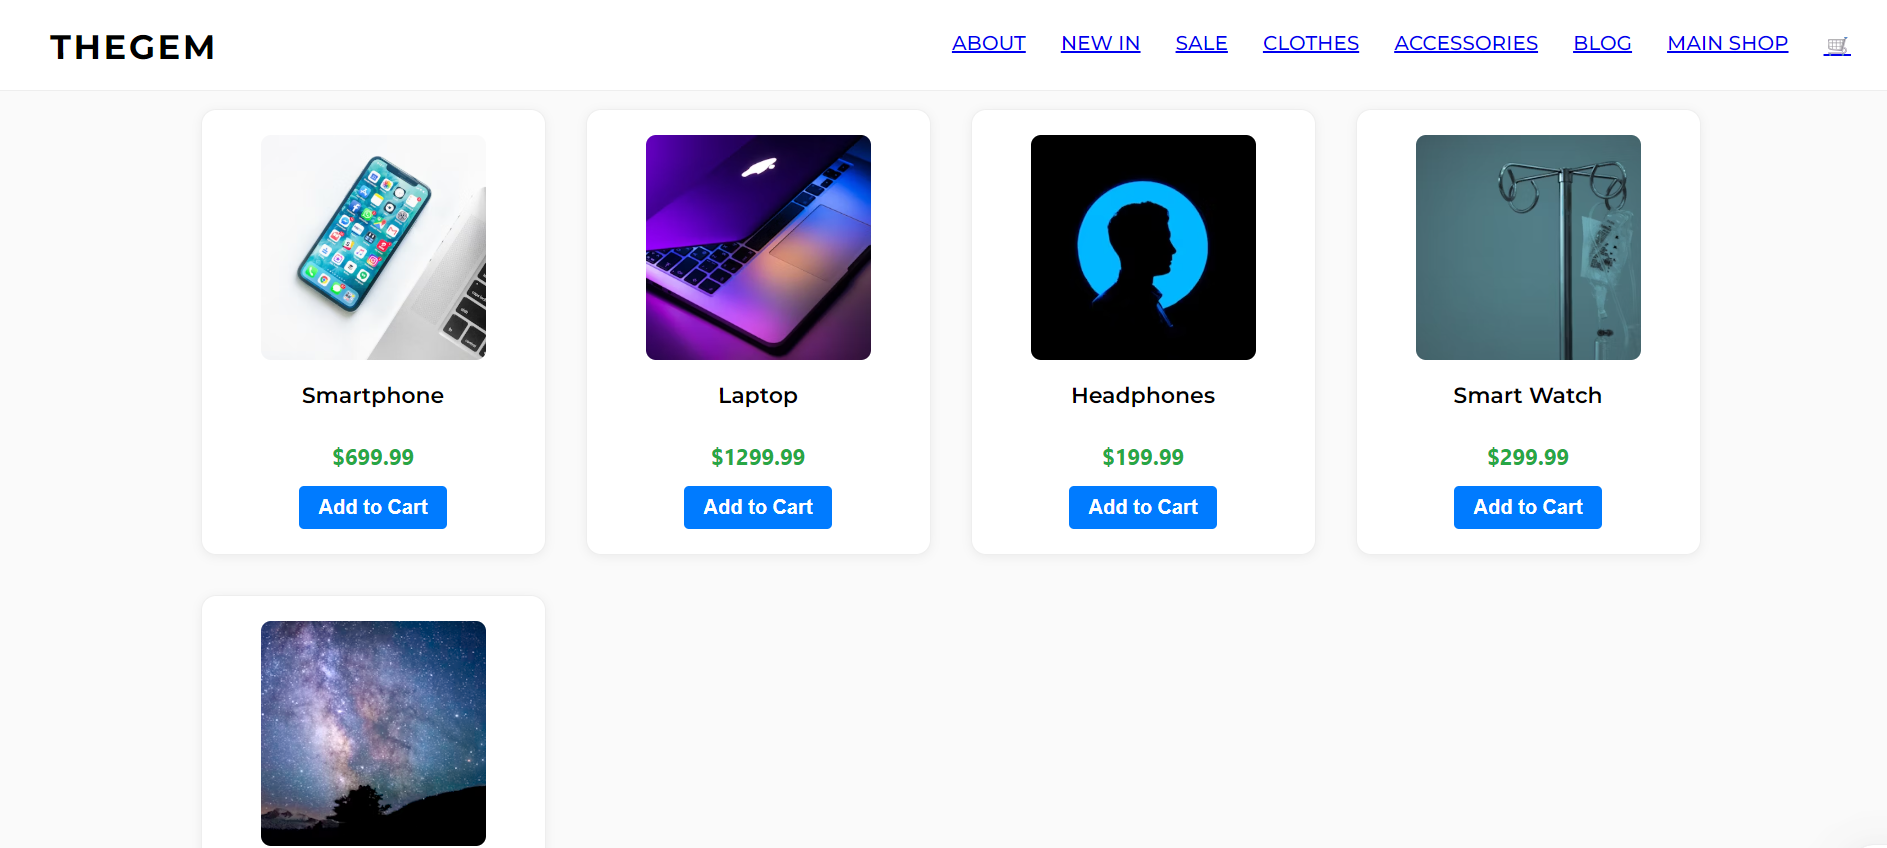 THEGEM
ABOUT NEW IN SALE CLOTHES ACCESSORIES BLOG MAIN SHOP
Smartphone
$699.99
Add to Cart
Laptop
$1299.99
Add to Cart
Headphones
$199.99
Add to Cart
Smart Watch
$299.99
Add to Cart